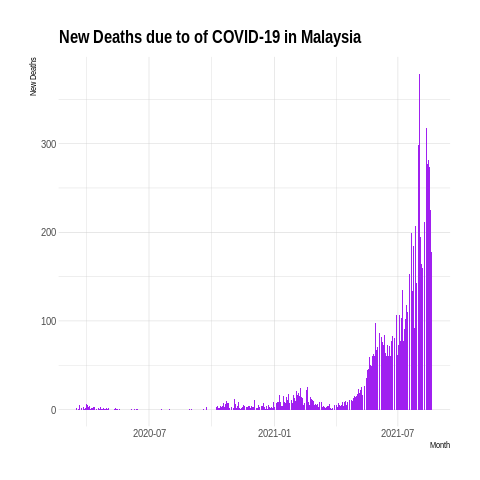 New Deaths due to of COVID-19 in Malaysia
New Deaths
300
200
100
0
2020-07
2021-01
2021-07
Month